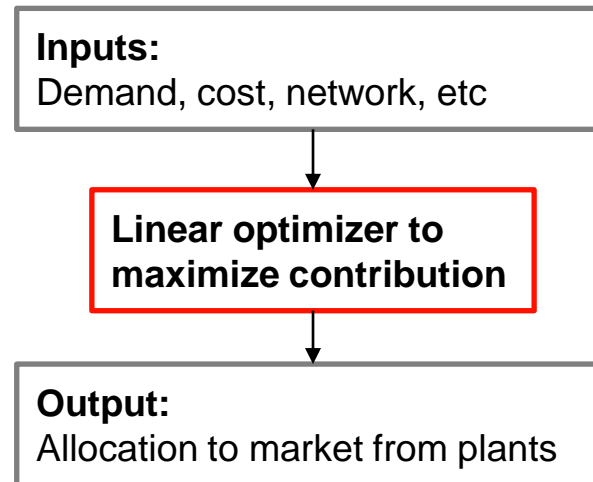 Inputs:
Demand, cost, network, etc
Linear optimizer to
maximize contribution
Output:
Allocation to market from plants